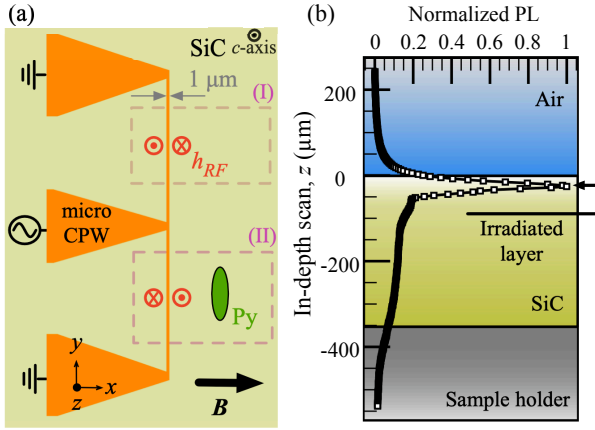 (a)
SiC
c-axis
1 μm
(I)
h_RF
micro
CPW
(II)
Py
y
x
z
B
(b)
Normalized PL
0 0.2 0.4 0.6 0.8 1
In-depth scan, z (μm)
200
0
-200
-400
Air
Irradiated
layer
SiC
Sample holder